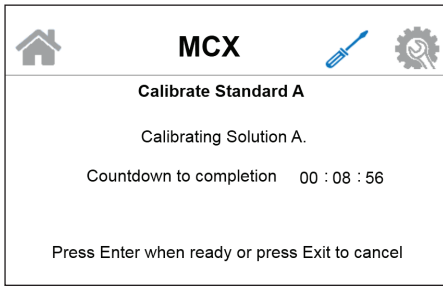 MCX
Calibrate Standard A
Calibrating Solution A.
Countdown to completion 00 : 08 : 56
Press Enter when ready or press Exit to cancel